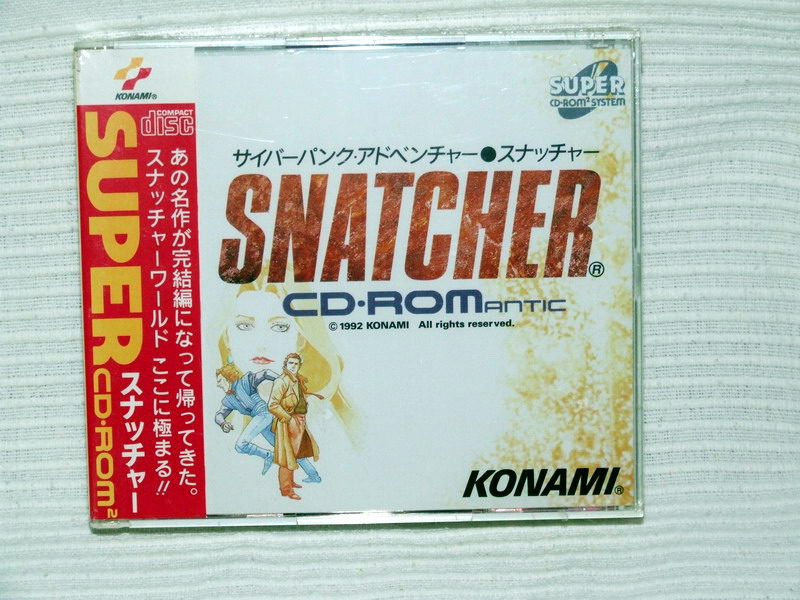 KONAMI®
COMPACT
disc
SUPER CD-ROM²
スナッチャー
あの名作が完結編になって帰ってきた。
スナッチャーワールド ここに極まる!!
SUPER
CD-ROM² SYSTEM
サイバーパンク・アドベンチャー●スナッチャー
SNATCHER®
CD・ROMANTIC
©1992 KONAMI All rights reserved.
KONAMI®